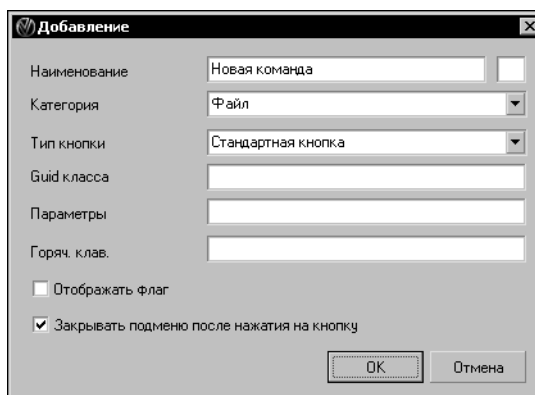 Добавление
Наименование Новая команда
Категория Файл
Тип кнопки Стандартная кнопка
Guid класса
Параметры
Горяч. клав.
Отображать флаг
Закрывать подменю после нажатия на кнопку
OK Отмена